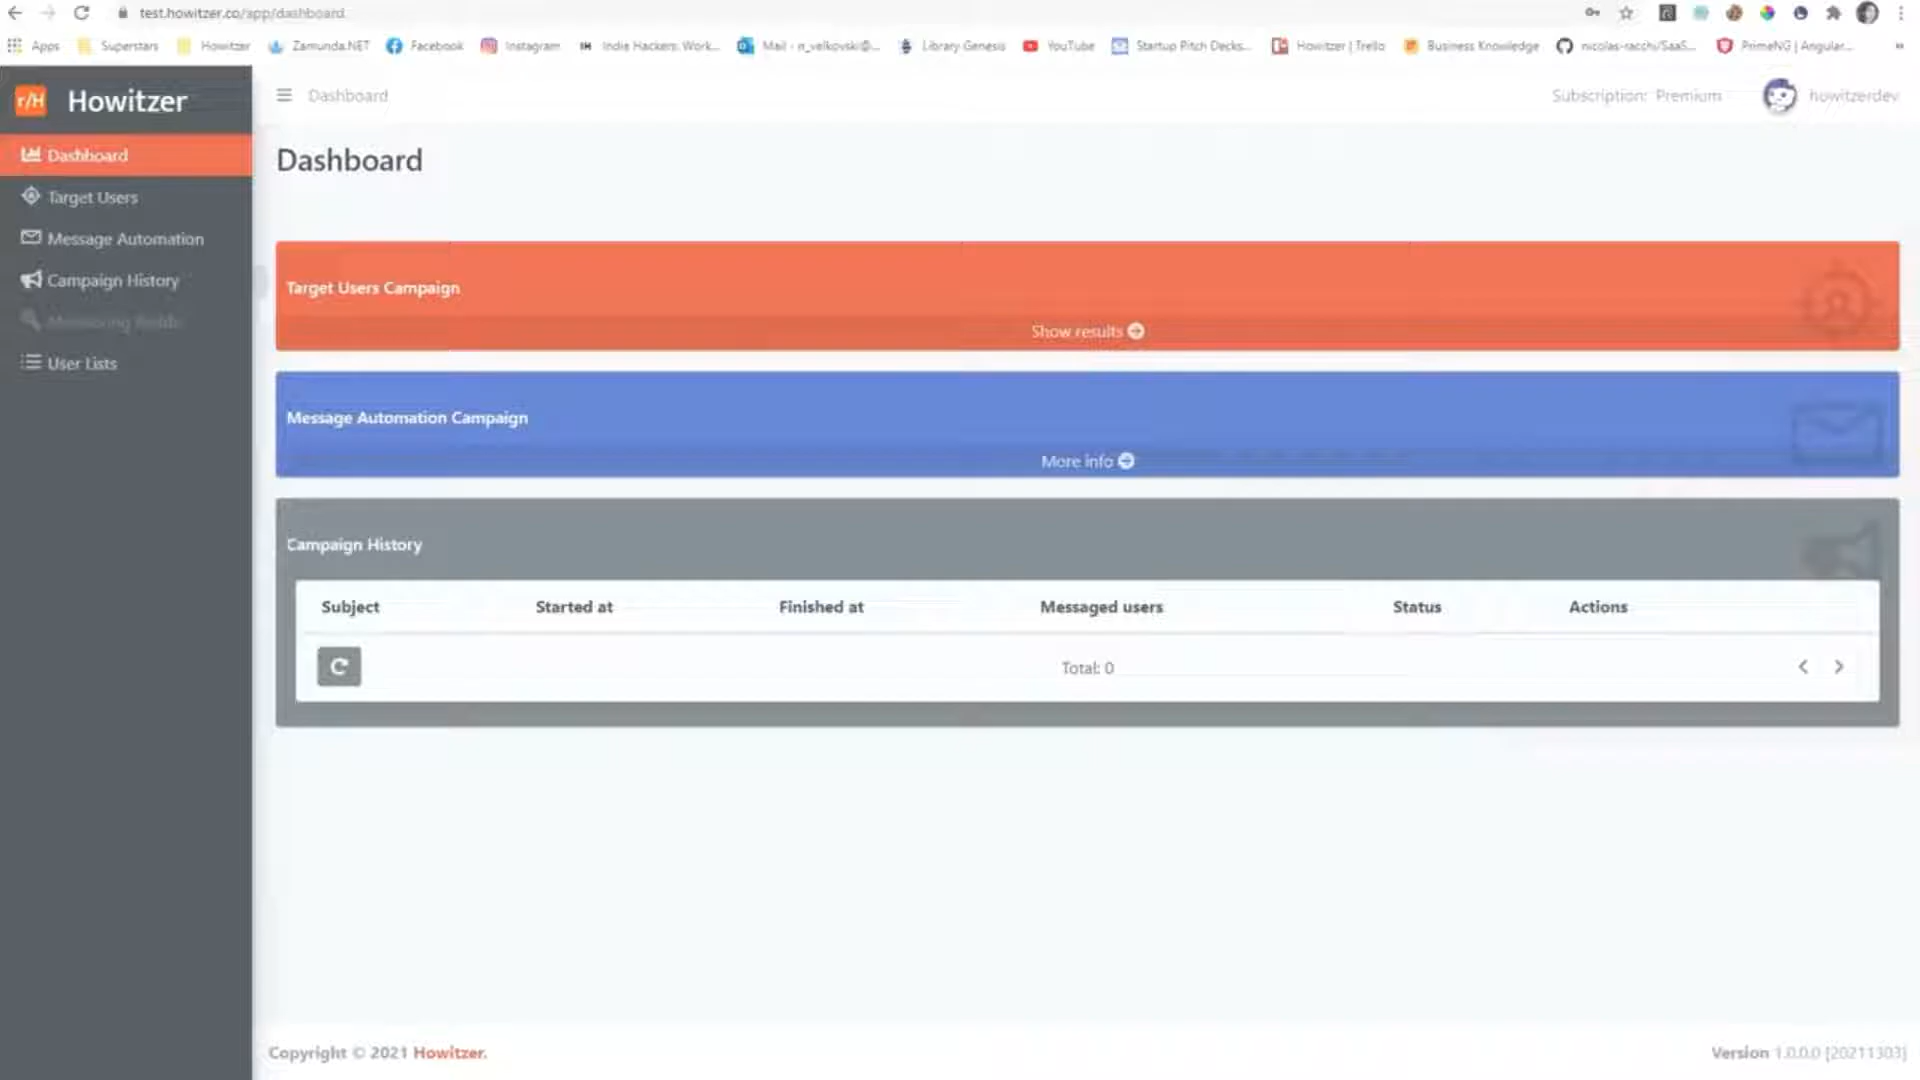 test.howitzer.co/app/dashboard
Apps Superstars Howitzer Zamunda.NET Facebook Instagram Indie Hackers: Work... Mail - n_velkovski@... Library Genesis YouTube Startup Pitch Decks... Howitzer | Trello Business Knowledge nicolas-racchi/SaaS... PrimeNG | Angular... »
r/H Howitzer
Dashboard
Subscription: Premium
howitzerdev
Dashboard
Target Users
Message Automation
Campaign History
User Lists
Dashboard
Target Users Campaign
Show results
Message Automation Campaign
More info
Campaign History
Subject Started at Finished at Messaged users Status Actions
Total: 0
Copyright © 2021 Howitzer.
Version 1.0.0.0 [20211303]